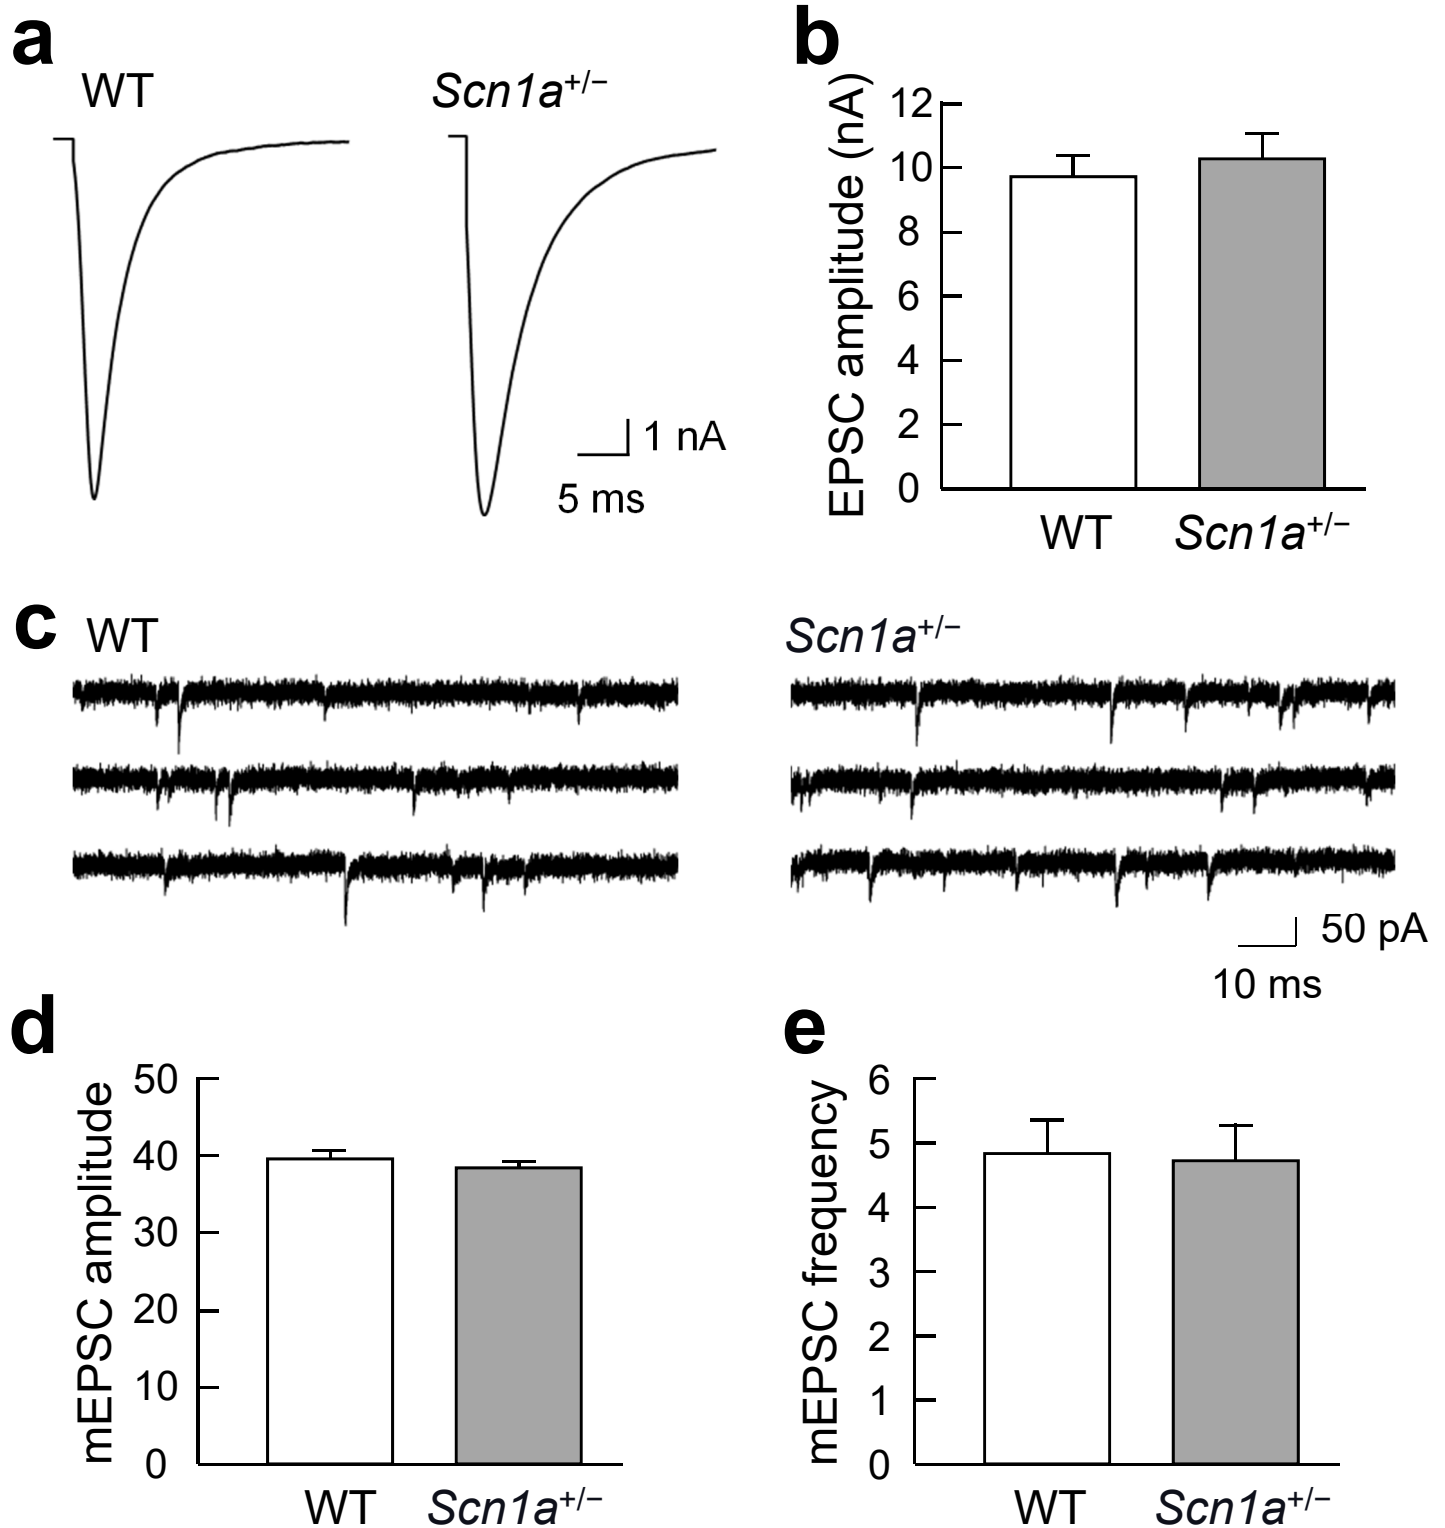 a
WT
Scn1a+/−
1 nA
5 ms
b
EPSC amplitude (nA)
12
10
8
6
4
2
0
WT
Scn1a+/−
c
WT
Scn1a+/−
50 pA
10 ms
d
mEPSC amplitude
50
40
30
20
10
0
WT
Scn1a+/−
e
mEPSC frequency
6
5
4
3
2
1
0
WT
Scn1a+/−